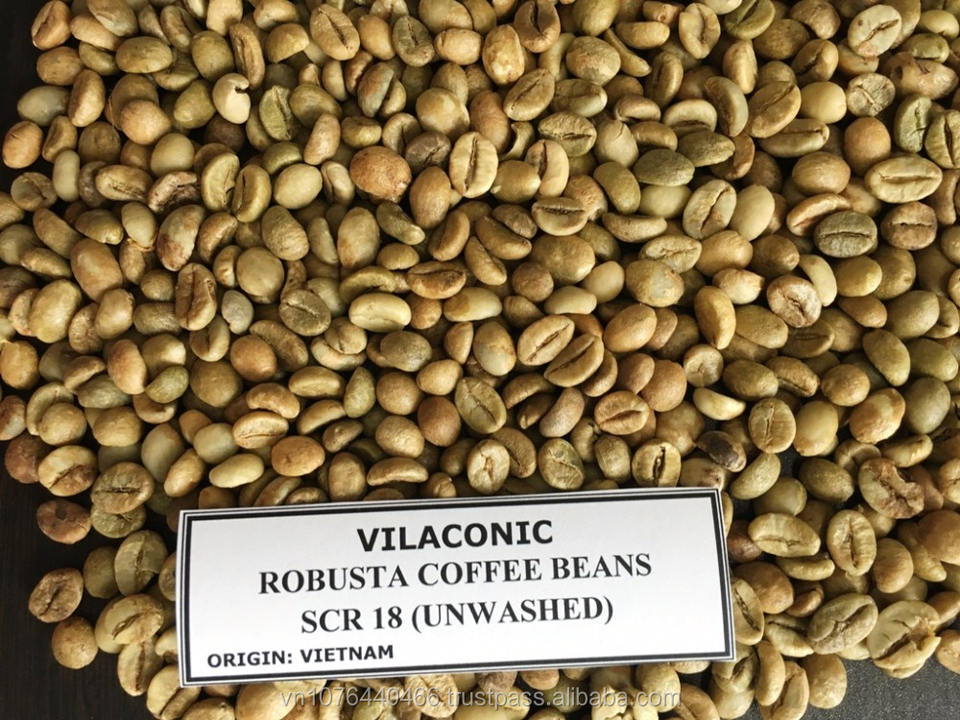 VILACONIC
ROBUSTA COFFEE BEANS
SCR 18 (UNWASHED)
ORIGIN: VIETNAM
vn1076449466.trustpass.alibaba.com